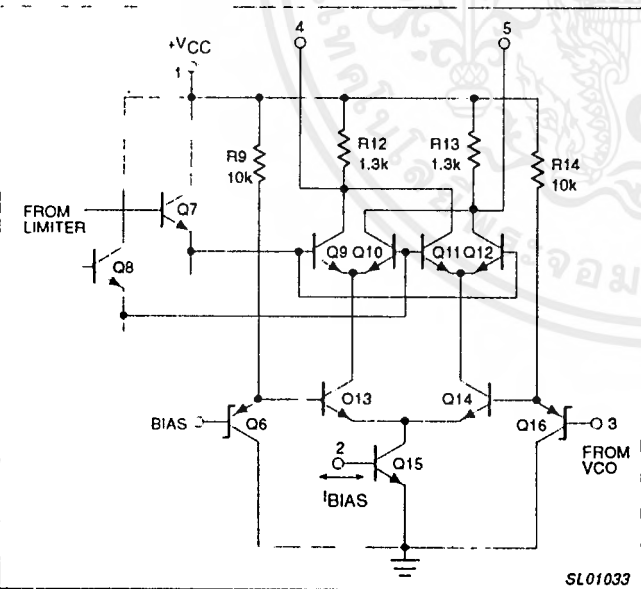 4
5
+VCC
1
R9
10k
R12
1.3k
R13
1.3k
R14
10k
FROM
LIMITER
Q7
Q8
Q9
Q10
Q11
Q12
O13
Q14
BIAS
Q6
Q16
3
FROM
VCO
2
Q15
IBIAS
SL01033